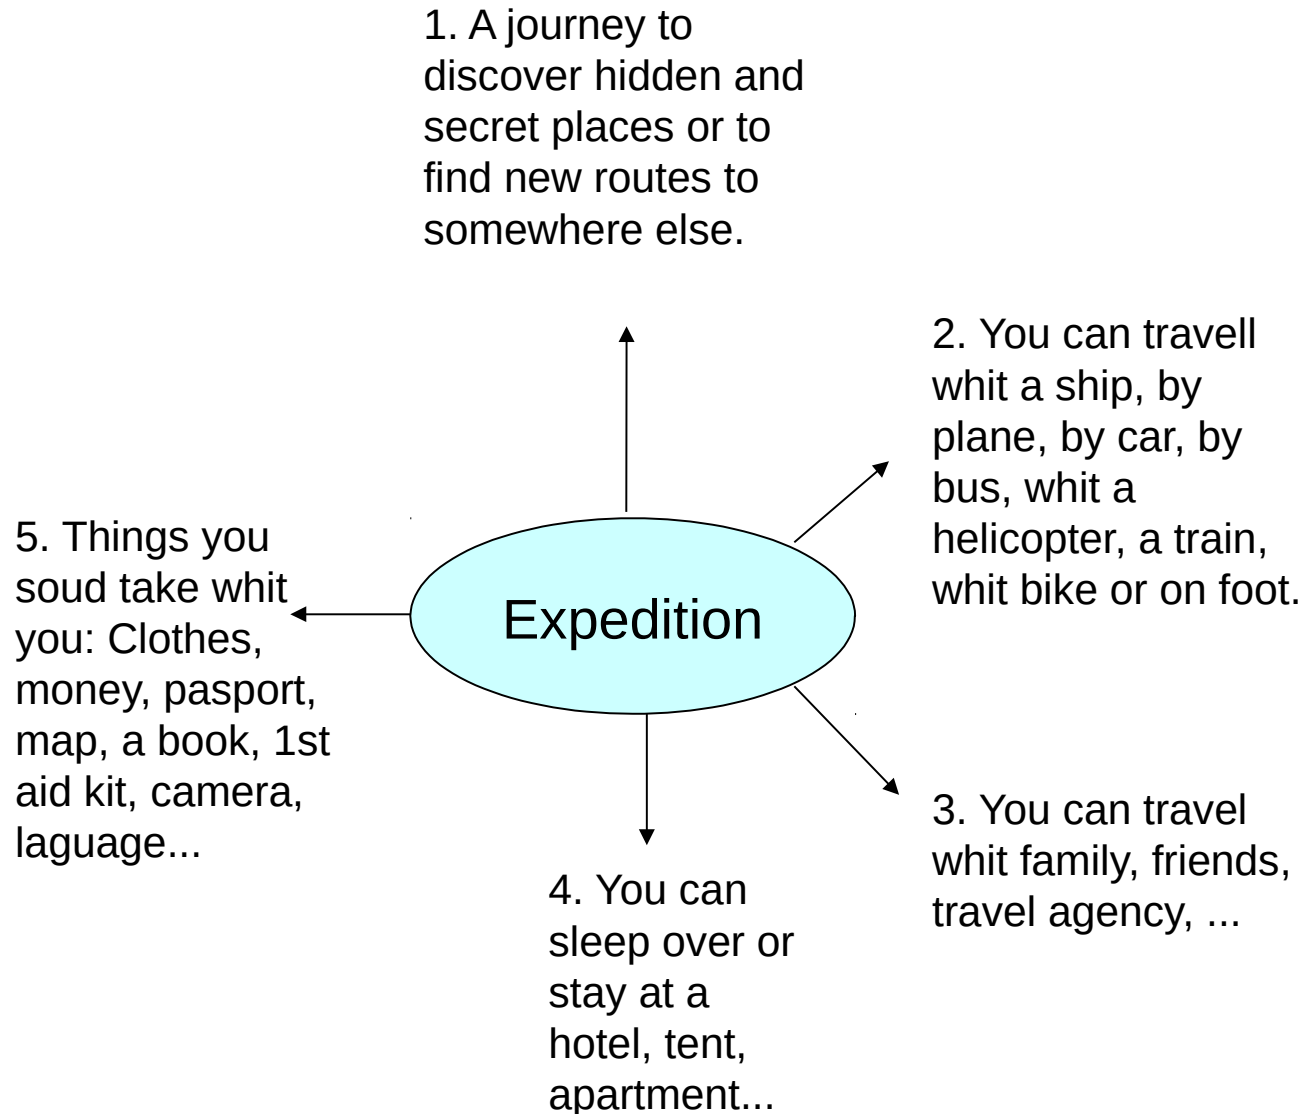 1. A journey to
discover hidden and
secret places or to
find new routes to
somewhere else.
2. You can travell
whit a ship, by
plane, by car, by
bus, whit a
helicopter, a train,
whit bike or on foot.
5. Things you
soud take whit
you: Clothes,
money, pasport,
map, a book, 1st
aid kit, camera,
laguage...
Expedition
3. You can travel
whit family, friends,
travel agency, ...
4. You can
sleep over or
stay at a
hotel, tent,
apartment...